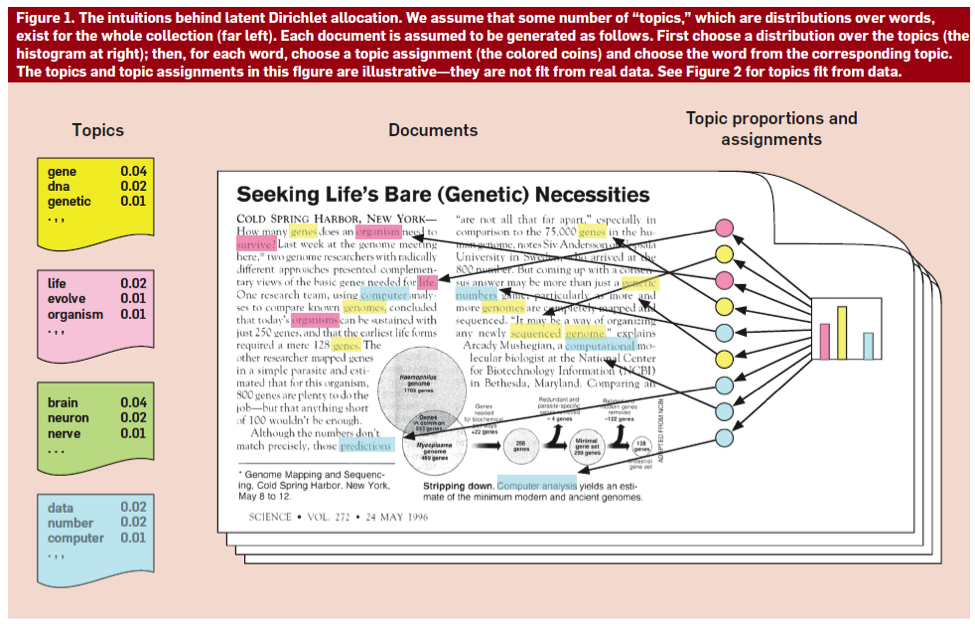 Figure 1. The intuitions behind latent Dirichlet allocation. We assume that some number of “topics,” which are distributions over words,
exist for the whole collection (far left). Each document is assumed to be generated as follows. First choose a distribution over the topics (the
histogram at right); then, for each word, choose a topic assignment (the colored coins) and choose the word from the corresponding topic.
The topics and topic assignments in this figure are illustrative—they are not fit from real data. See Figure 2 for topics fit from data.
Topics
gene 0.04
dna 0.02
genetic 0.01
. , ,
life 0.02
evolve 0.01
organism 0.01
. , ,
brain 0.04
neuron 0.02
nerve 0.01
...
data 0.02
number 0.02
computer 0.01
. , ,
Documents
Seeking Life’s Bare (Genetic) Necessities
COLD SPRING HARBOR, NEW YORK—
How many genes does an organism need to
survive? Last week at the genome meeting
here,* two genome researchers with radically
different approaches presented complemen-
tary views of the basic genes needed for life.
One research team, using computer analy-
ses to compare known genomes, concluded
that today’s organisms can be sustained with
just 250 genes, and that the earliest life forms
required a mere 128 genes. The
other researcher mapped genes
in a simple parasite and esti-
mated that for this organism,
800 genes are plenty to do the
job—but that anything short
of 100 wouldn’t be enough.
Although the numbers don’t
match precisely, those predictions
* Genome Mapping and Sequenc-
ing, Cold Spring Harbor, New York,
May 8 to 12.
“are not all that far apart,” especially in
comparison to the 75,000 genes in the hu-
man genome, notes Siv Andersson of
University in Sweden, who arrived at the
800 number. But coming up with a consen-
sus answer may be more than just a genetic
numbers game, particularly as more and
more genomes are completely mapped and
sequenced. “It may be a way of organizing
any newly sequenced genome,” explains
Arcady Mushegian, a computational mo-
lecular biologist at the National Center
for Biotechnology Information (NCBI)
in Bethesda, Maryland. Comparing an
Haemophilus
genome
1703 genes
Genes
in common
233 genes
Mycoplasma
genome
469 genes
Genes
needed
for biochemical
pathways
+22 genes
256
genes
Redundant and
parasite-specific
genes removed
– 4 genes
Minimal
gene set
250 genes
genes
removed
–122 genes
128
genes
Ancestral
gene set
ADAPTED FROM NCBI
Stripping down. Computer analysis yields an esti-
mate of the minimum modern and ancient genomes.
SCIENCE • VOL. 272 • 24 MAY 1996
Topic proportions and
assignments